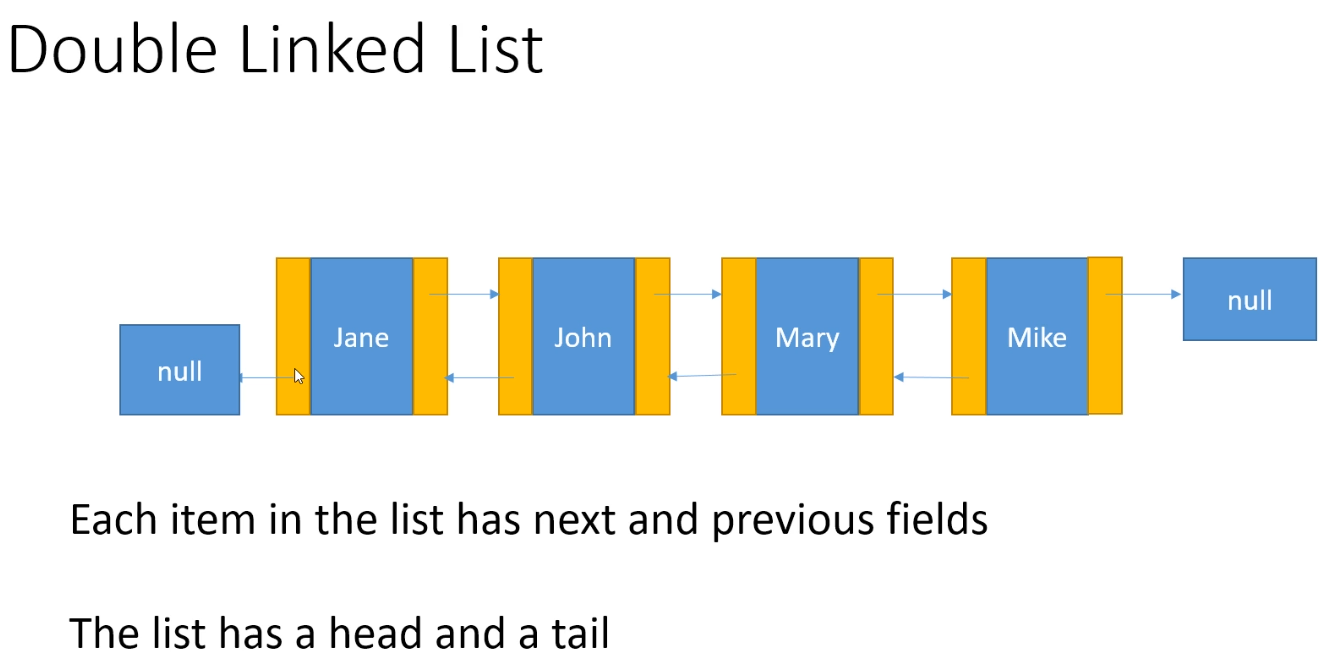 Double Linked List
null
Jane
John
Mary
Mike
null
Each item in the list has next and previous fields
The list has a head and a tail